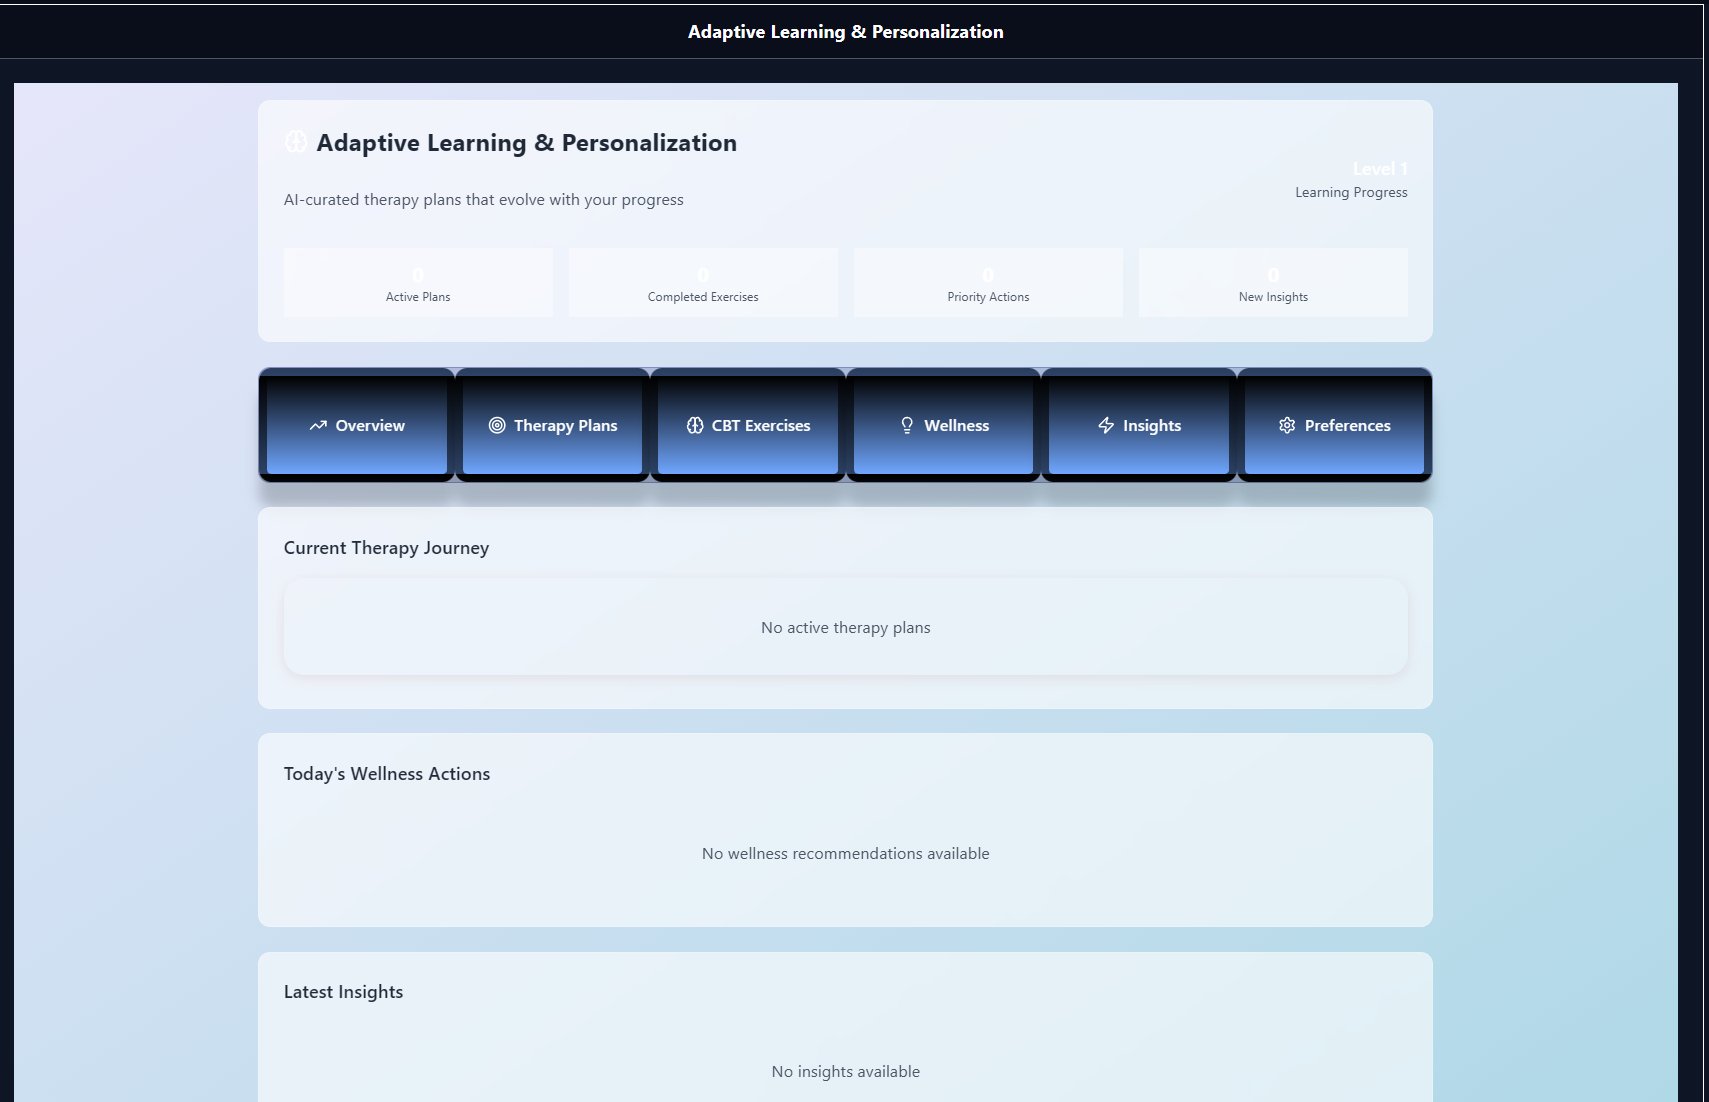 Adaptive Learning & Personalization
Adaptive Learning & Personalization
AI-curated therapy plans that evolve with your progress
Level 1
Learning Progress
0
Active Plans
0
Completed Exercises
0
Priority Actions
0
New Insights
Overview
Therapy Plans
CBT Exercises
Wellness
Insights
Preferences
Current Therapy Journey
No active therapy plans
Today's Wellness Actions
No wellness recommendations available
Latest Insights
No insights available